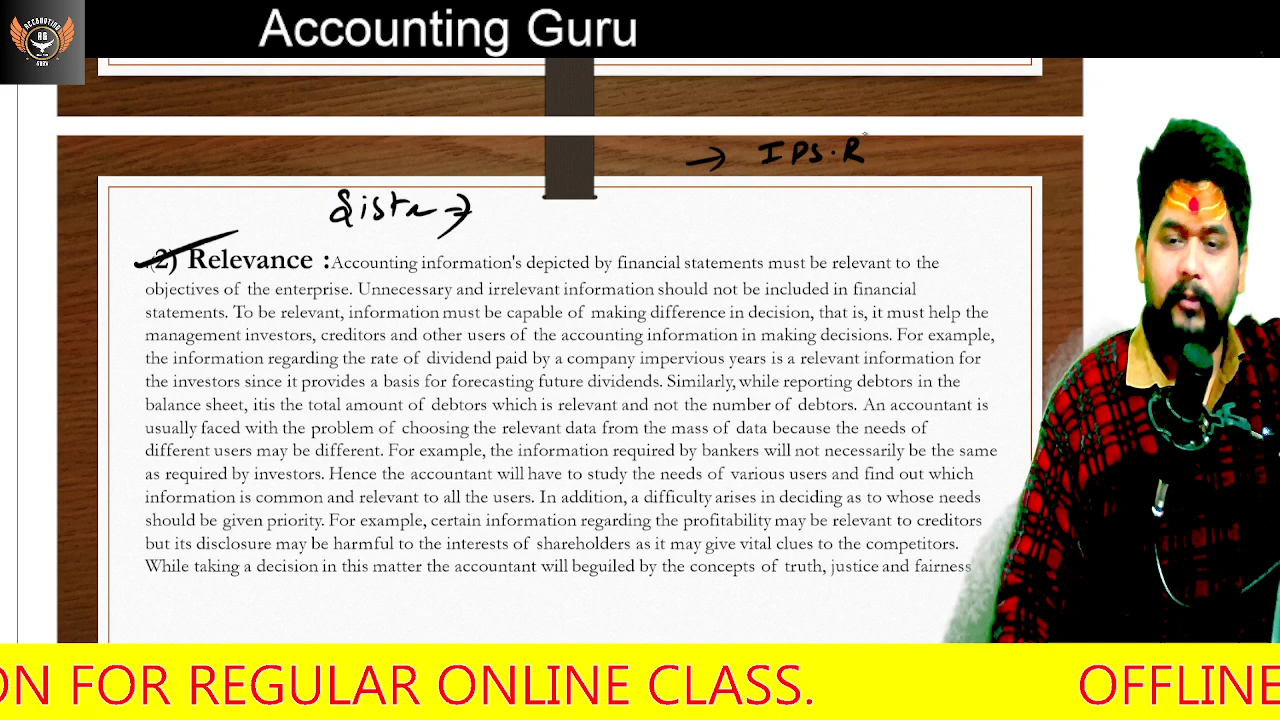 Accounting Guru
ACCOUNTING
AG
GURU
→ IPS.R
Sistr →
(2) Relevance :Accounting information's depicted by financial statements must be relevant to the
objectives of the enterprise. Unnecessary and irrelevant information should not be included in financial
statements. To be relevant, information must be capable of making difference in decision, that is, it must help the
management investors, creditors and other users of the accounting information in making decisions. For example,
the information regarding the rate of dividend paid by a company impervious years is a relevant information for
the investors since it provides a basis for forecasting future dividends. Similarly, while reporting debtors in the
balance sheet, itis the total amount of debtors which is relevant and not the number of debtors. An accountant is
usually faced with the problem of choosing the relevant data from the mass of data because the needs of
different users may be different. For example, the information required by bankers will not necessarily be the same
as required by investors. Hence the accountant will have to study the needs of various users and find out which
information is common and relevant to all the users. In addition, a difficulty arises in deciding as to whose needs
should be given priority. For example, certain information regarding the profitability may be relevant to creditors
but its disclosure may be harmful to the interests of shareholders as it may give vital clues to the competitors.
While taking a decision in this matter the accountant will beguiled by the concepts of truth, justice and fairness
ON FOR REGULAR ONLINE CLASS. OFFLINE